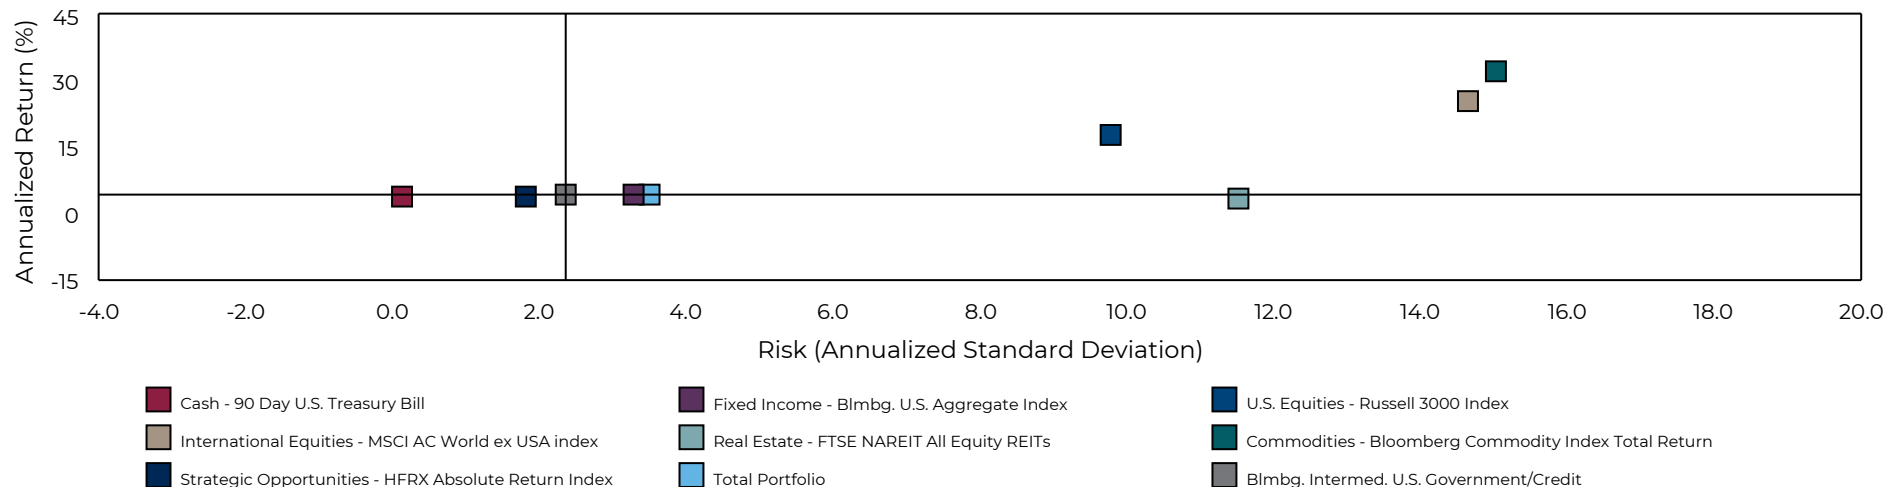 Annualized Return (%)
45
30
15
0
-15
-4.0 -2.0 0.0 2.0 4.0 6.0 8.0 10.0 12.0 14.0 16.0 18.0 20.0
Risk (Annualized Standard Deviation)
Cash - 90 Day U.S. Treasury Bill Fixed Income - Blmbg. U.S. Aggregate Index U.S. Equities - Russell 3000 Index
International Equities - MSCI AC World ex USA index Real Estate - FTSE NAREIT All Equity REITs Commodities - Bloomberg Commodity Index Total Return
Strategic Opportunities - HFRX Absolute Return Index Total Portfolio Blmbg. Intermed. U.S. Government/Credit